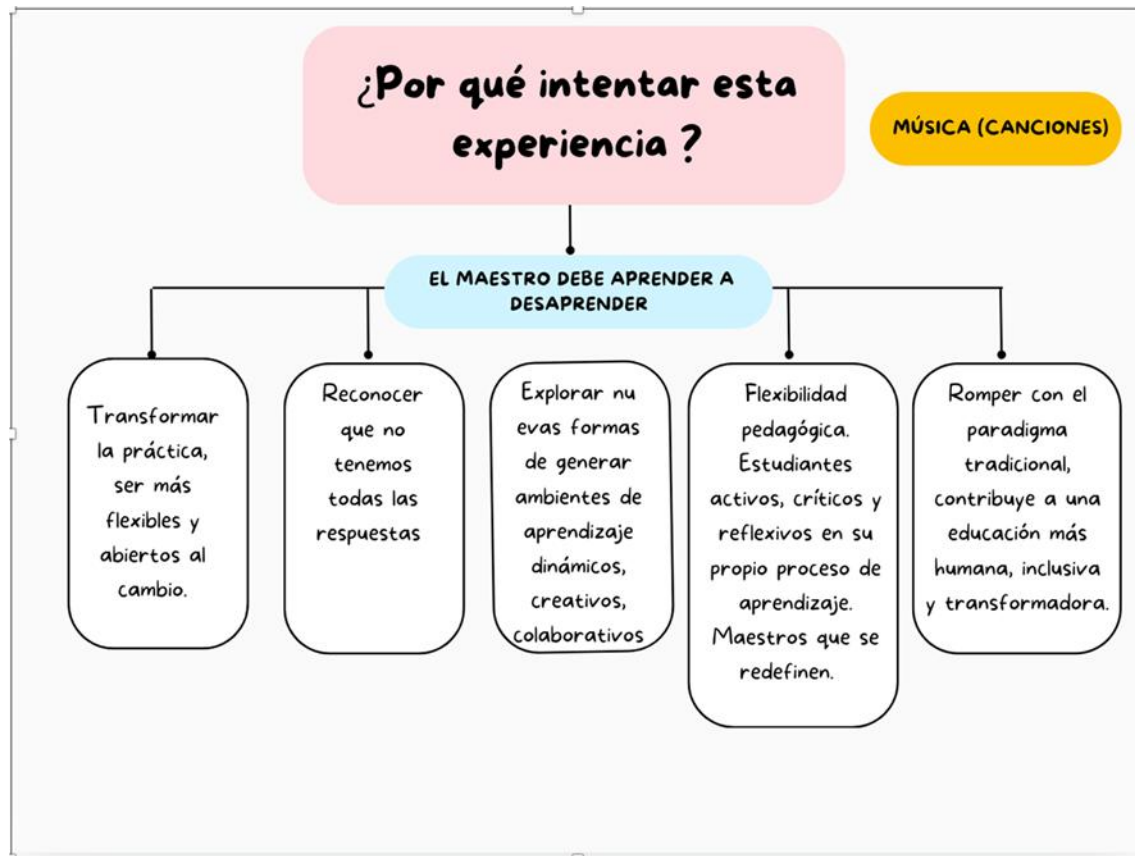 ¿Por qué intentar esta
experiencia ?
MÚSICA (CANCIONES)
EL MAESTRO DEBE APRENDER A
DESAPRENDER
Transformar
la práctica,
ser más
flexibles y
abiertos al
cambio.
Reconocer
que no
tenemos
todas las
respuestas
Explorar nu
evas formas
de generar
ambientes de
aprendizaje
dinámicos,
creativos,
colaborativos
Flexibilidad
pedagógica.
Estudiantes
activos, críticos y
reflexivos en su
propio proceso de
aprendizaje.
Maestros que se
redefinen.
Romper con el
paradigma
tradicional,
contribuye a una
educación más
humana, inclusiva
y transformadora.